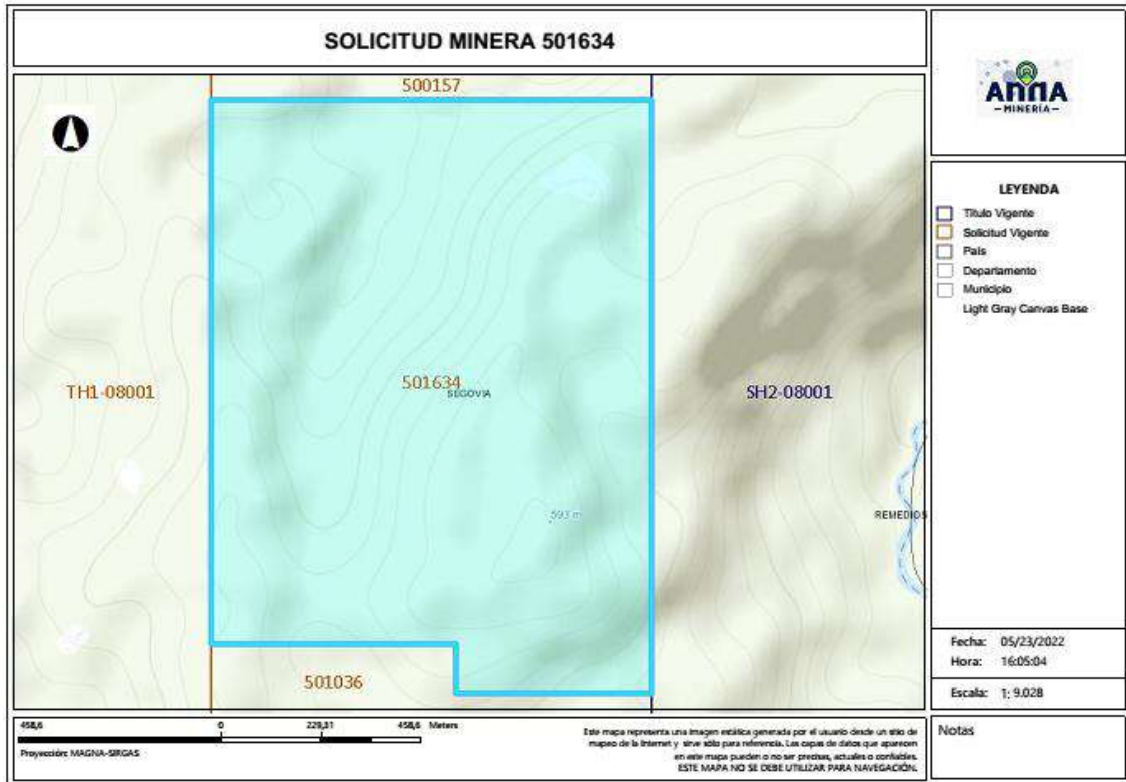 SOLICITUD MINERA 501634
ANNA
–MINERÍA–
500157
TH1-08001
501634
SEGOVIA
SH2-08001
593 m
REMEDIOS
501036
LEYENDA
Título Vigente
Solicitud Vigente
País
Departamento
Municipio
Light Gray Canvas Base
Fecha: 05/23/2022
Hora: 16:05:04
Escala: 1: 9.028
Notas
458,6 0 229,31 458,6 Meters
Proyección: MAGNA-SIRGAS
Este mapa representa una imagen estática generada por el usuario desde un sitio de
mapeo de la Internet y sirve sólo para referencia. Las capas de datos que aparecen
en este mapa pueden o no ser precisas, actuales o confiables.
ESTE MAPA NO SE DEBE UTILIZAR PARA NAVEGACIÓN.